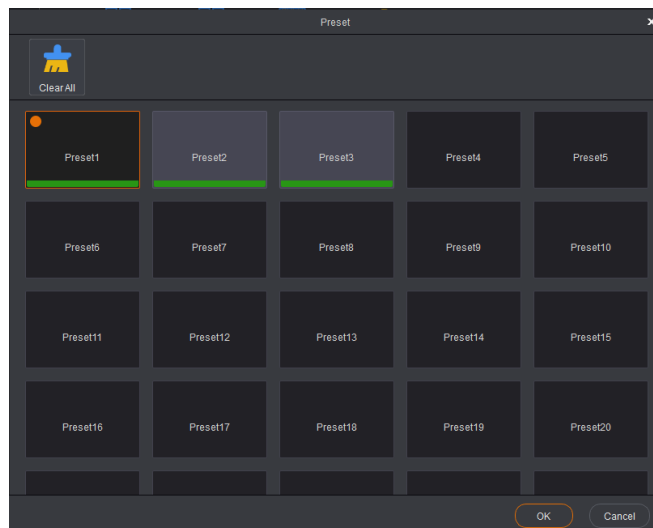 Preset
Clear All
Preset1 Preset2 Preset3 Preset4 Preset5
Preset6 Preset7 Preset8 Preset9 Preset10
Preset11 Preset12 Preset13 Preset14 Preset15
Preset16 Preset17 Preset18 Preset19 Preset20
OK Cancel